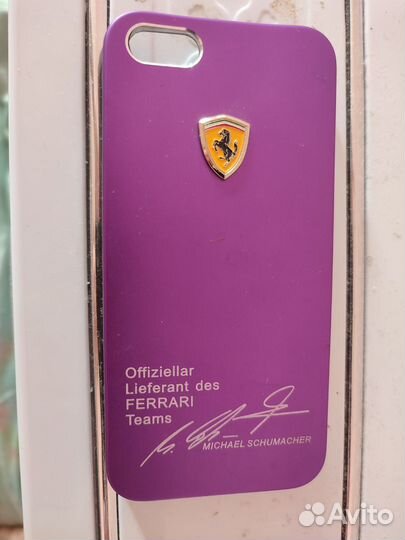 Offiziellar
Lieferant des
FERRARI
Teams
MICHAEL SCHUMACHER
Avito